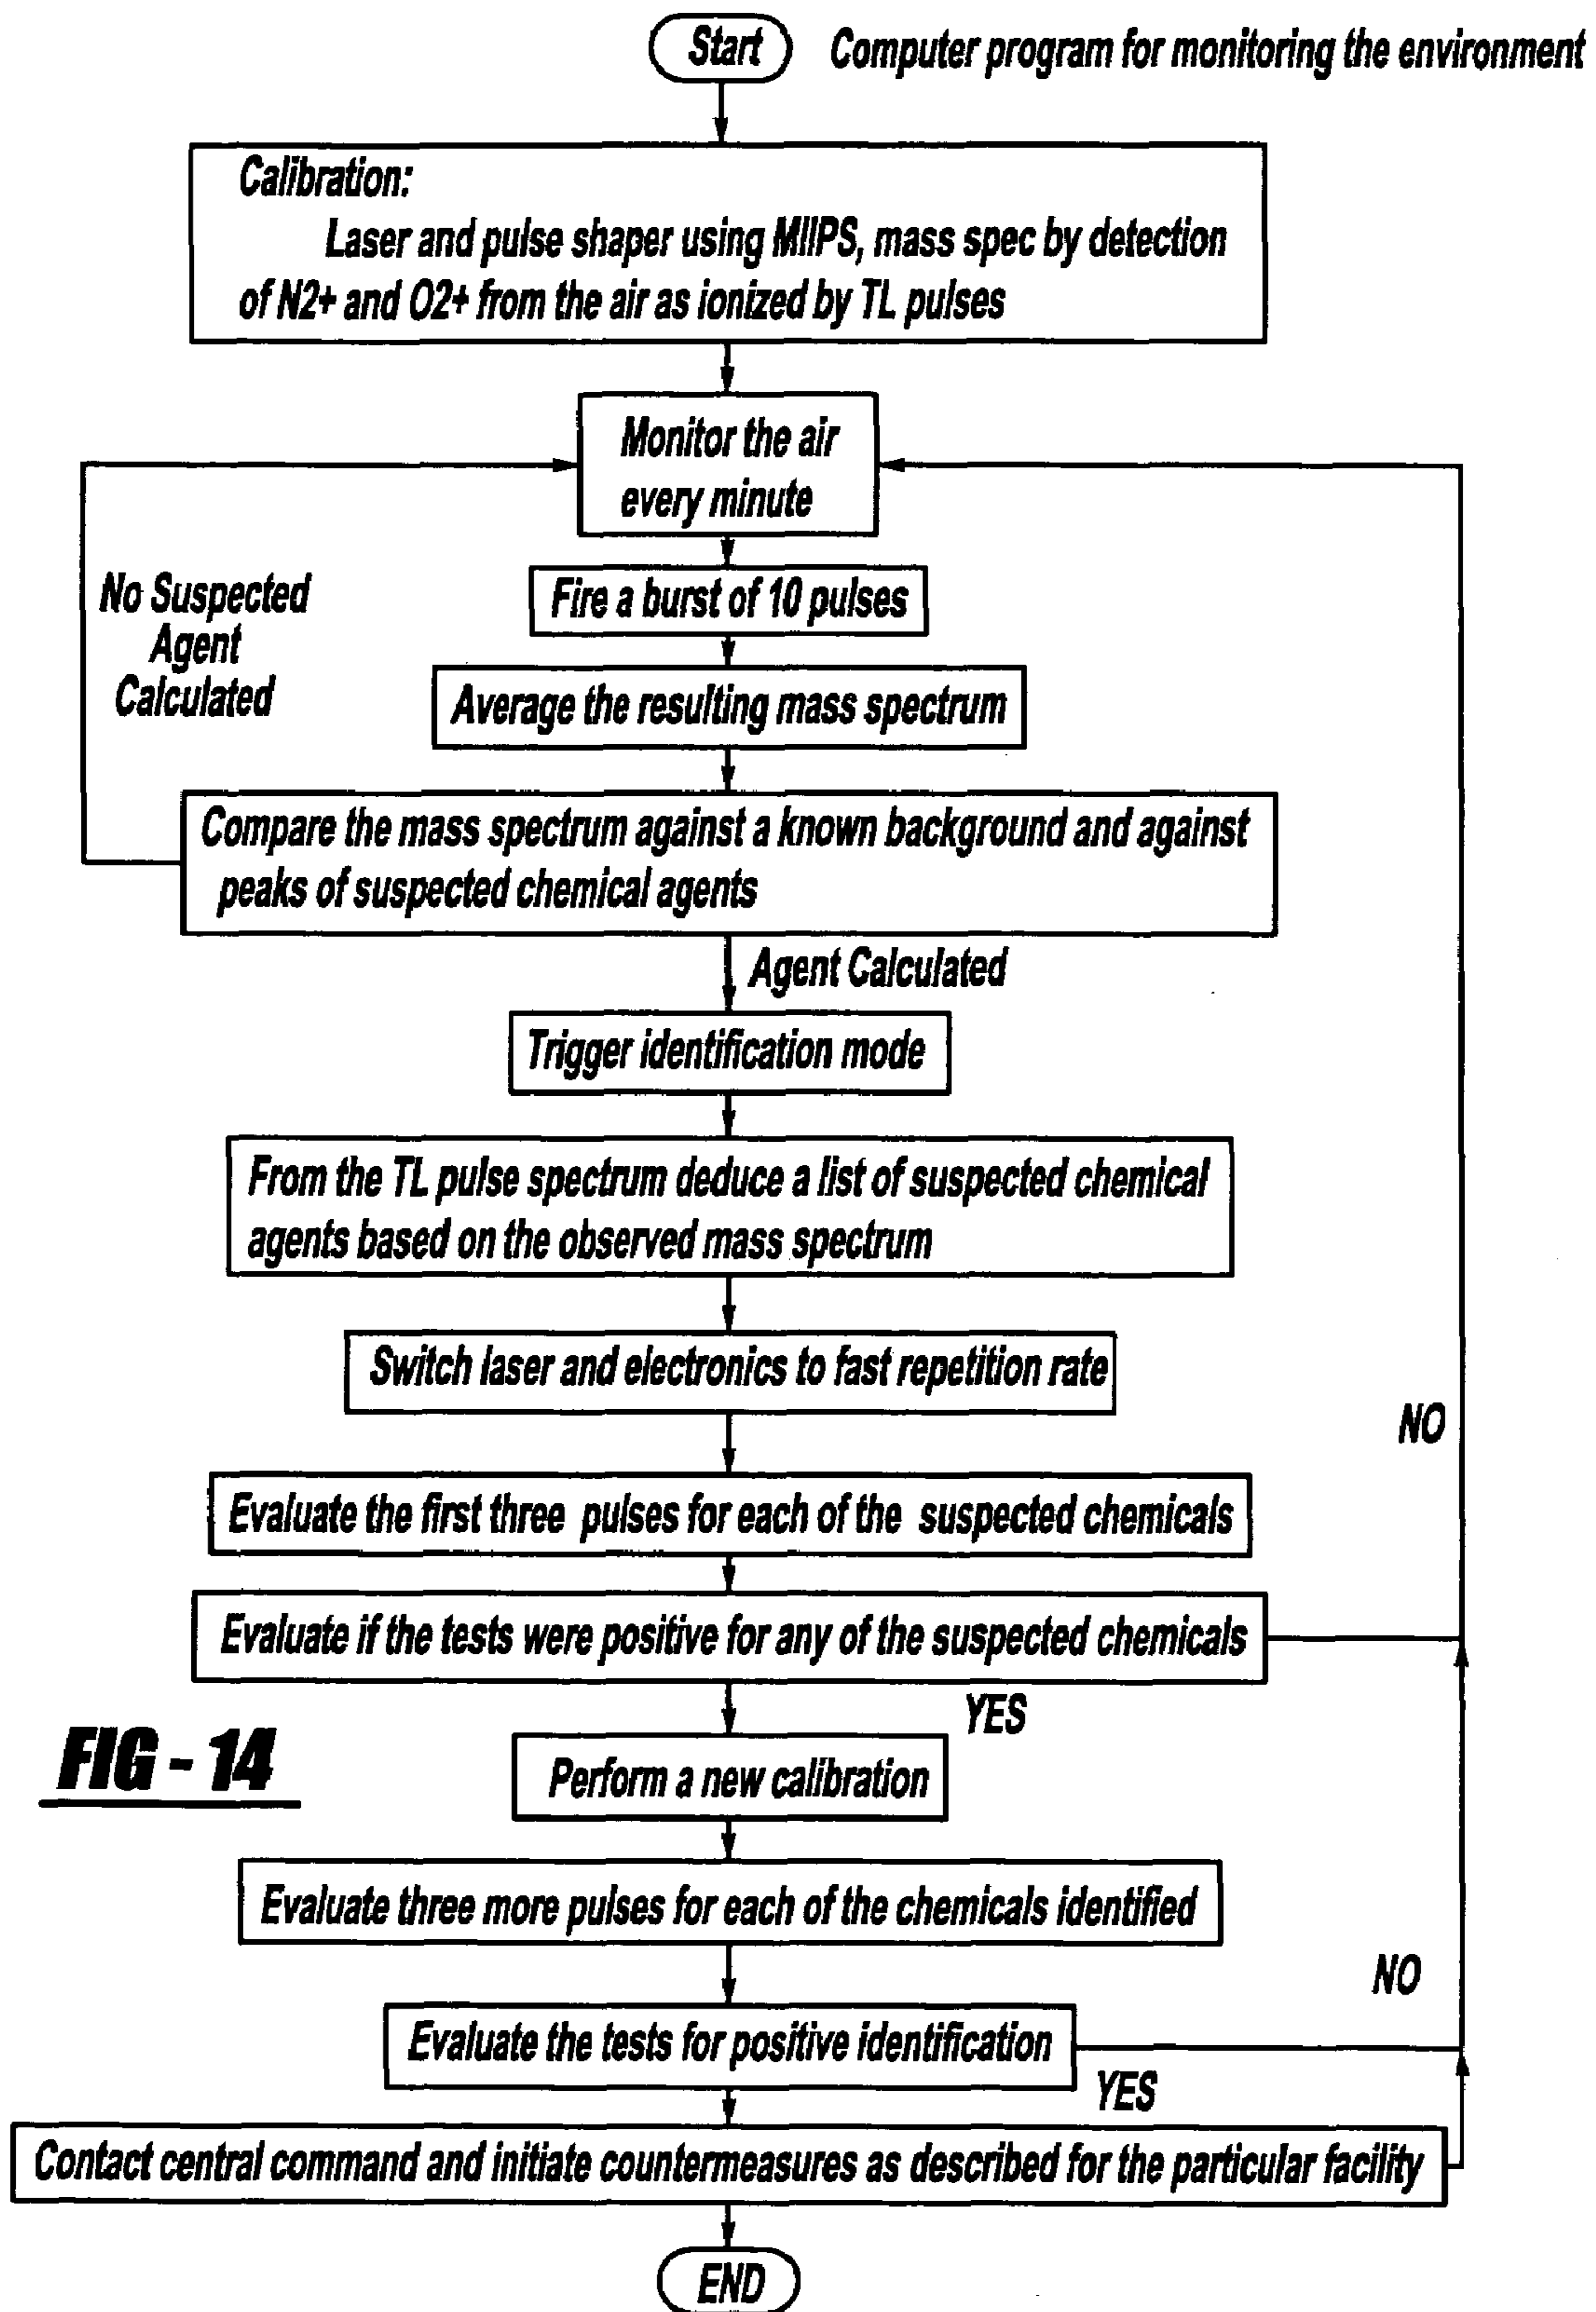 Start
Computer program for monitoring the environment
Calibration:
Laser and pulse shaper using MIIPS, mass spec by detection
of N2+ and O2+ from the air as ionized by TL pulses
Monitor the air
every minute
No Suspected
Agent
Calculated
Fire a burst of 10 pulses
Average the resulting mass spectrum
Compare the mass spectrum against a known background and against
peaks of suspected chemical agents
Agent Calculated
Trigger identification mode
From the TL pulse spectrum deduce a list of suspected chemical
agents based on the observed mass spectrum
Switch laser and electronics to fast repetition rate
NO
Evaluate the first three pulses for each of the suspected chemicals
Evaluate if the tests were positive for any of the suspected chemicals
YES
FIG - 14
Perform a new calibration
Evaluate three more pulses for each of the chemicals identified
NO
Evaluate the tests for positive identification
YES
Contact central command and initiate countermeasures as described for the particular facility
END